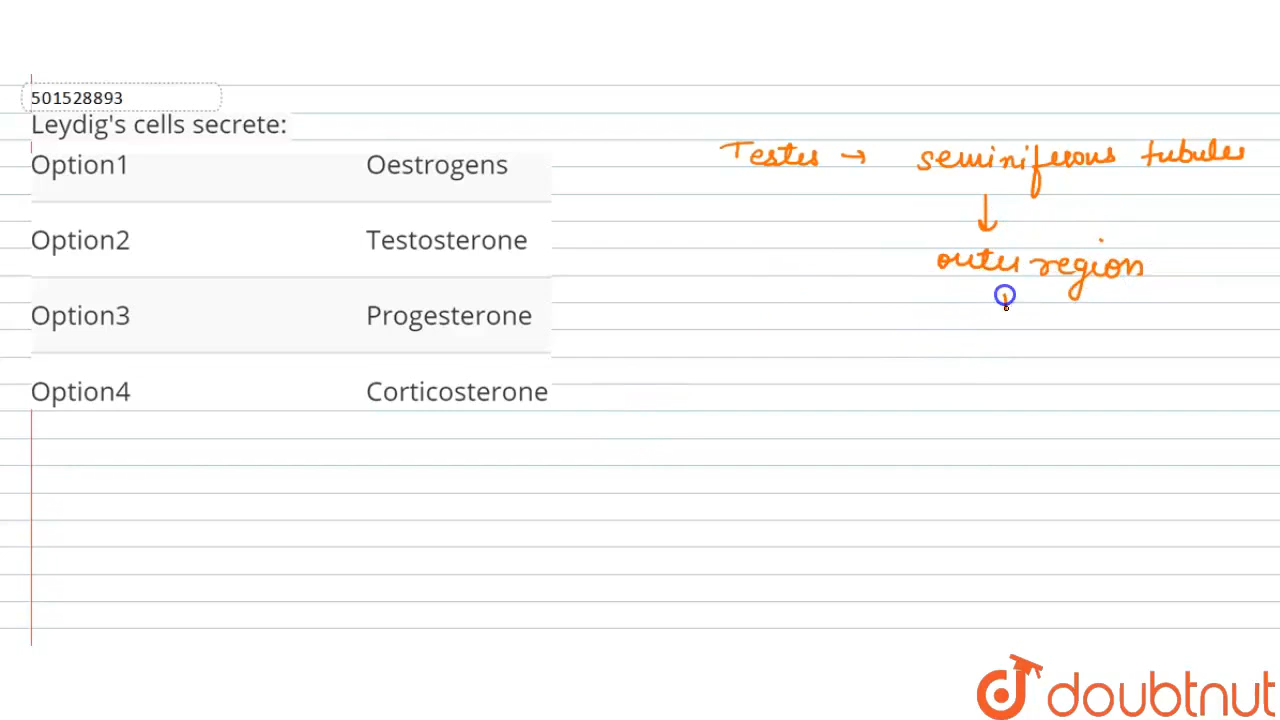 501528893
Leydig's cells secrete:
Option1 Oestrogens
Option2 Testosterone
Option3 Progesterone
Option4 Corticosterone
Testes → seminiferous tubules
↓
outer region
doubtnut